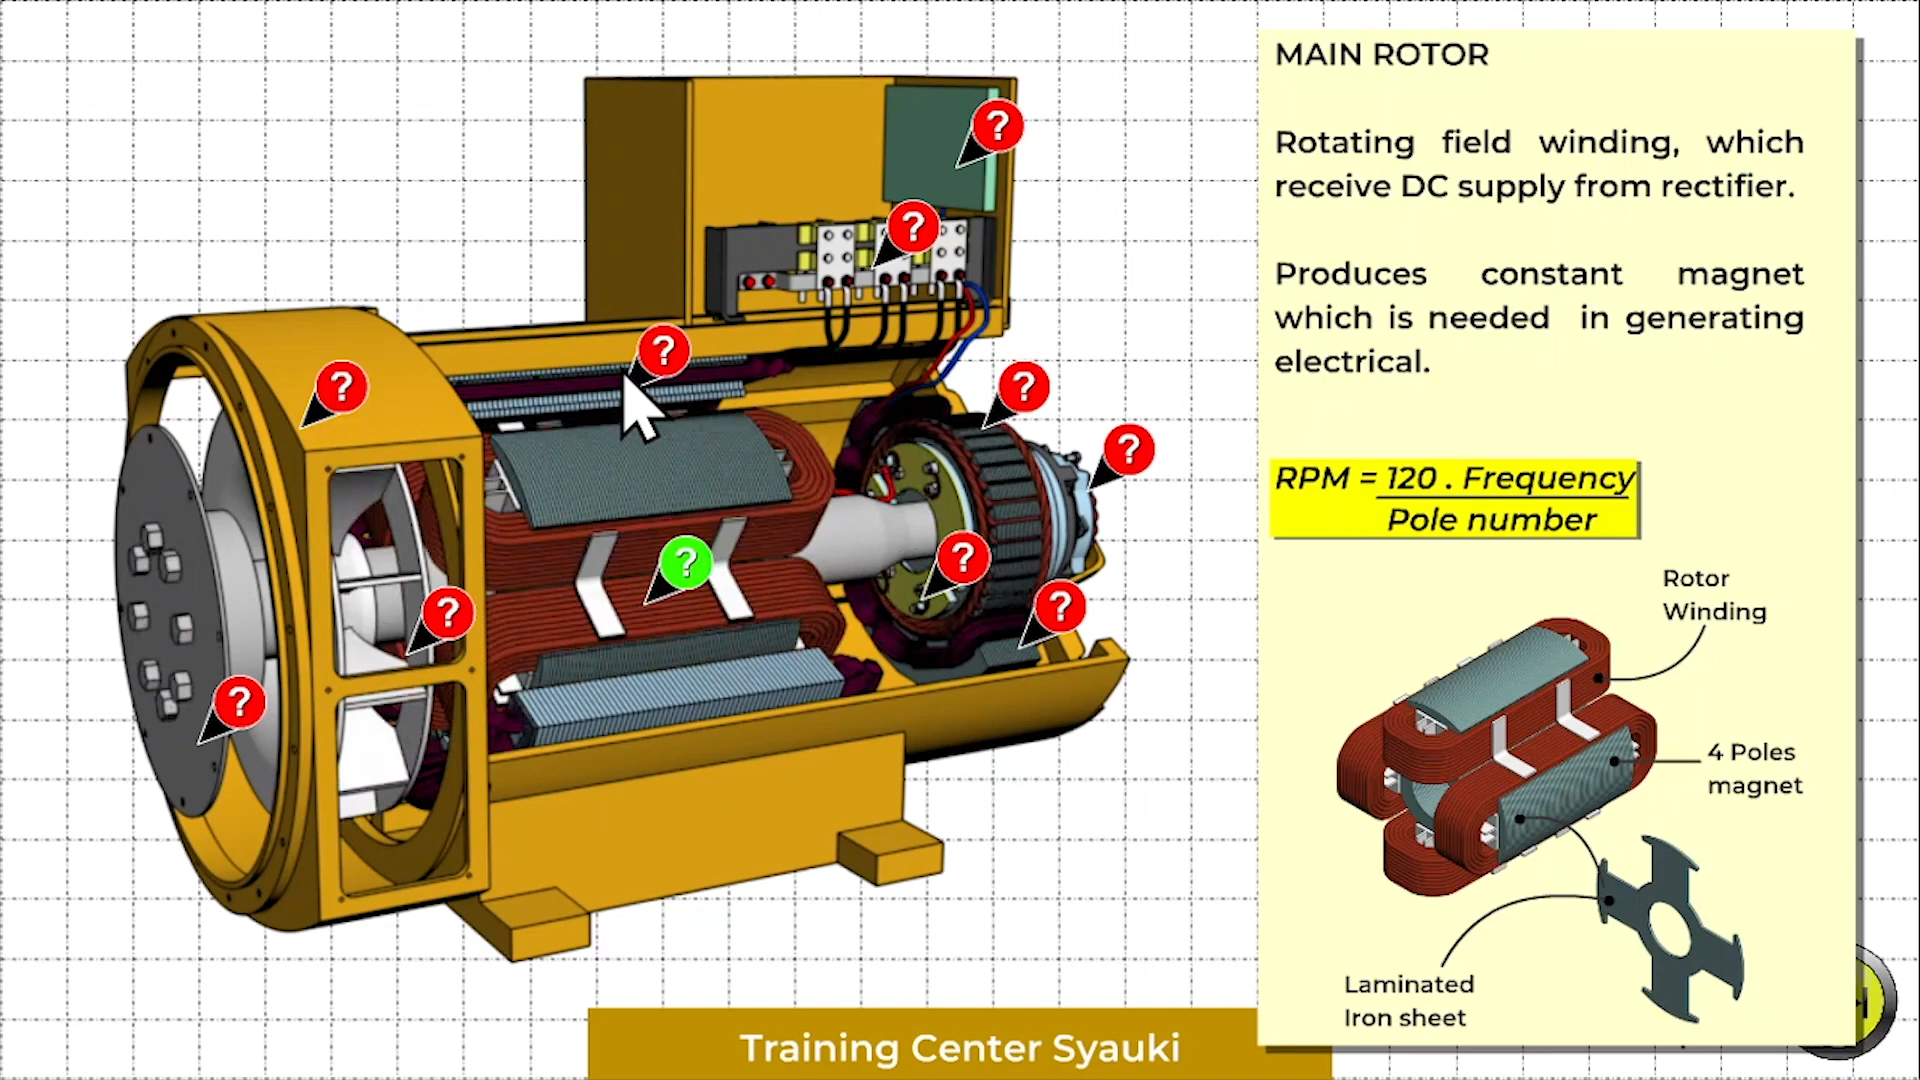 MAIN ROTOR
Rotating field winding, which
receive DC supply from rectifier.
Produces constant magnet
which is needed in generating
electrical.
RPM = 120 . Frequency
Pole number
Rotor
Winding
4 Poles
magnet
Laminated
Iron sheet
?
?
?
?
?
?
?
?
?
?
?
Training Center Syauki